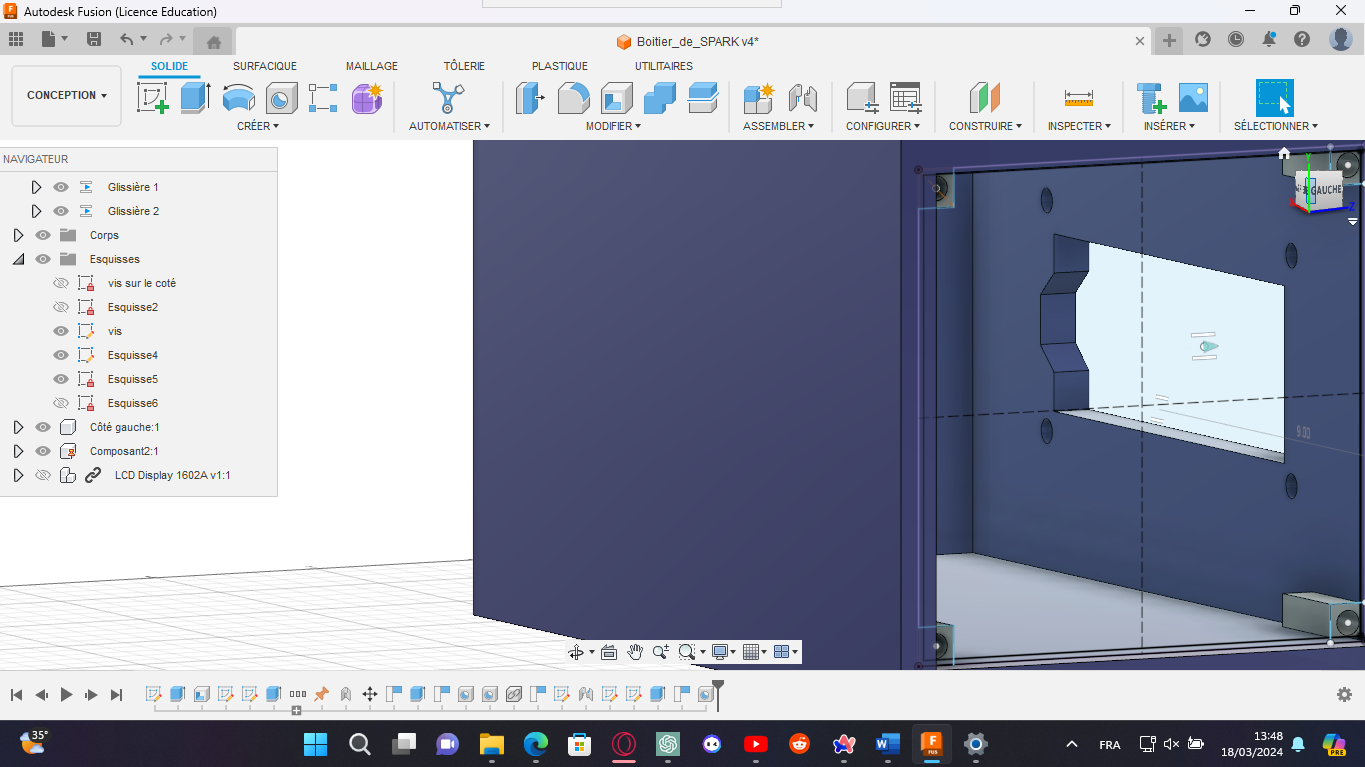 Autodesk Fusion (Licence Education)
Boitier_de_SPARK v4*
SOLIDE SURFACIQUE MAILLAGE TÔLERIE PLASTIQUE UTILITAIRES
CONCEPTION
CRÉER AUTOMATISER MODIFIER ASSEMBLER CONFIGURER CONSTRUIRE INSPECTER INSÉRER SÉLECTIONNER
NAVIGATEUR
Glissière 1
Glissière 2
Corps
Esquisses
vis sur le coté
Esquisse2
vis
Esquisse4
Esquisse5
Esquisse6
Côté gauche:1
Composant2:1
LCD Display 1602A v1:1
Y
GAUCHE
X
Z
9.00
35°
FRA
13:48
18/03/2024
PRE